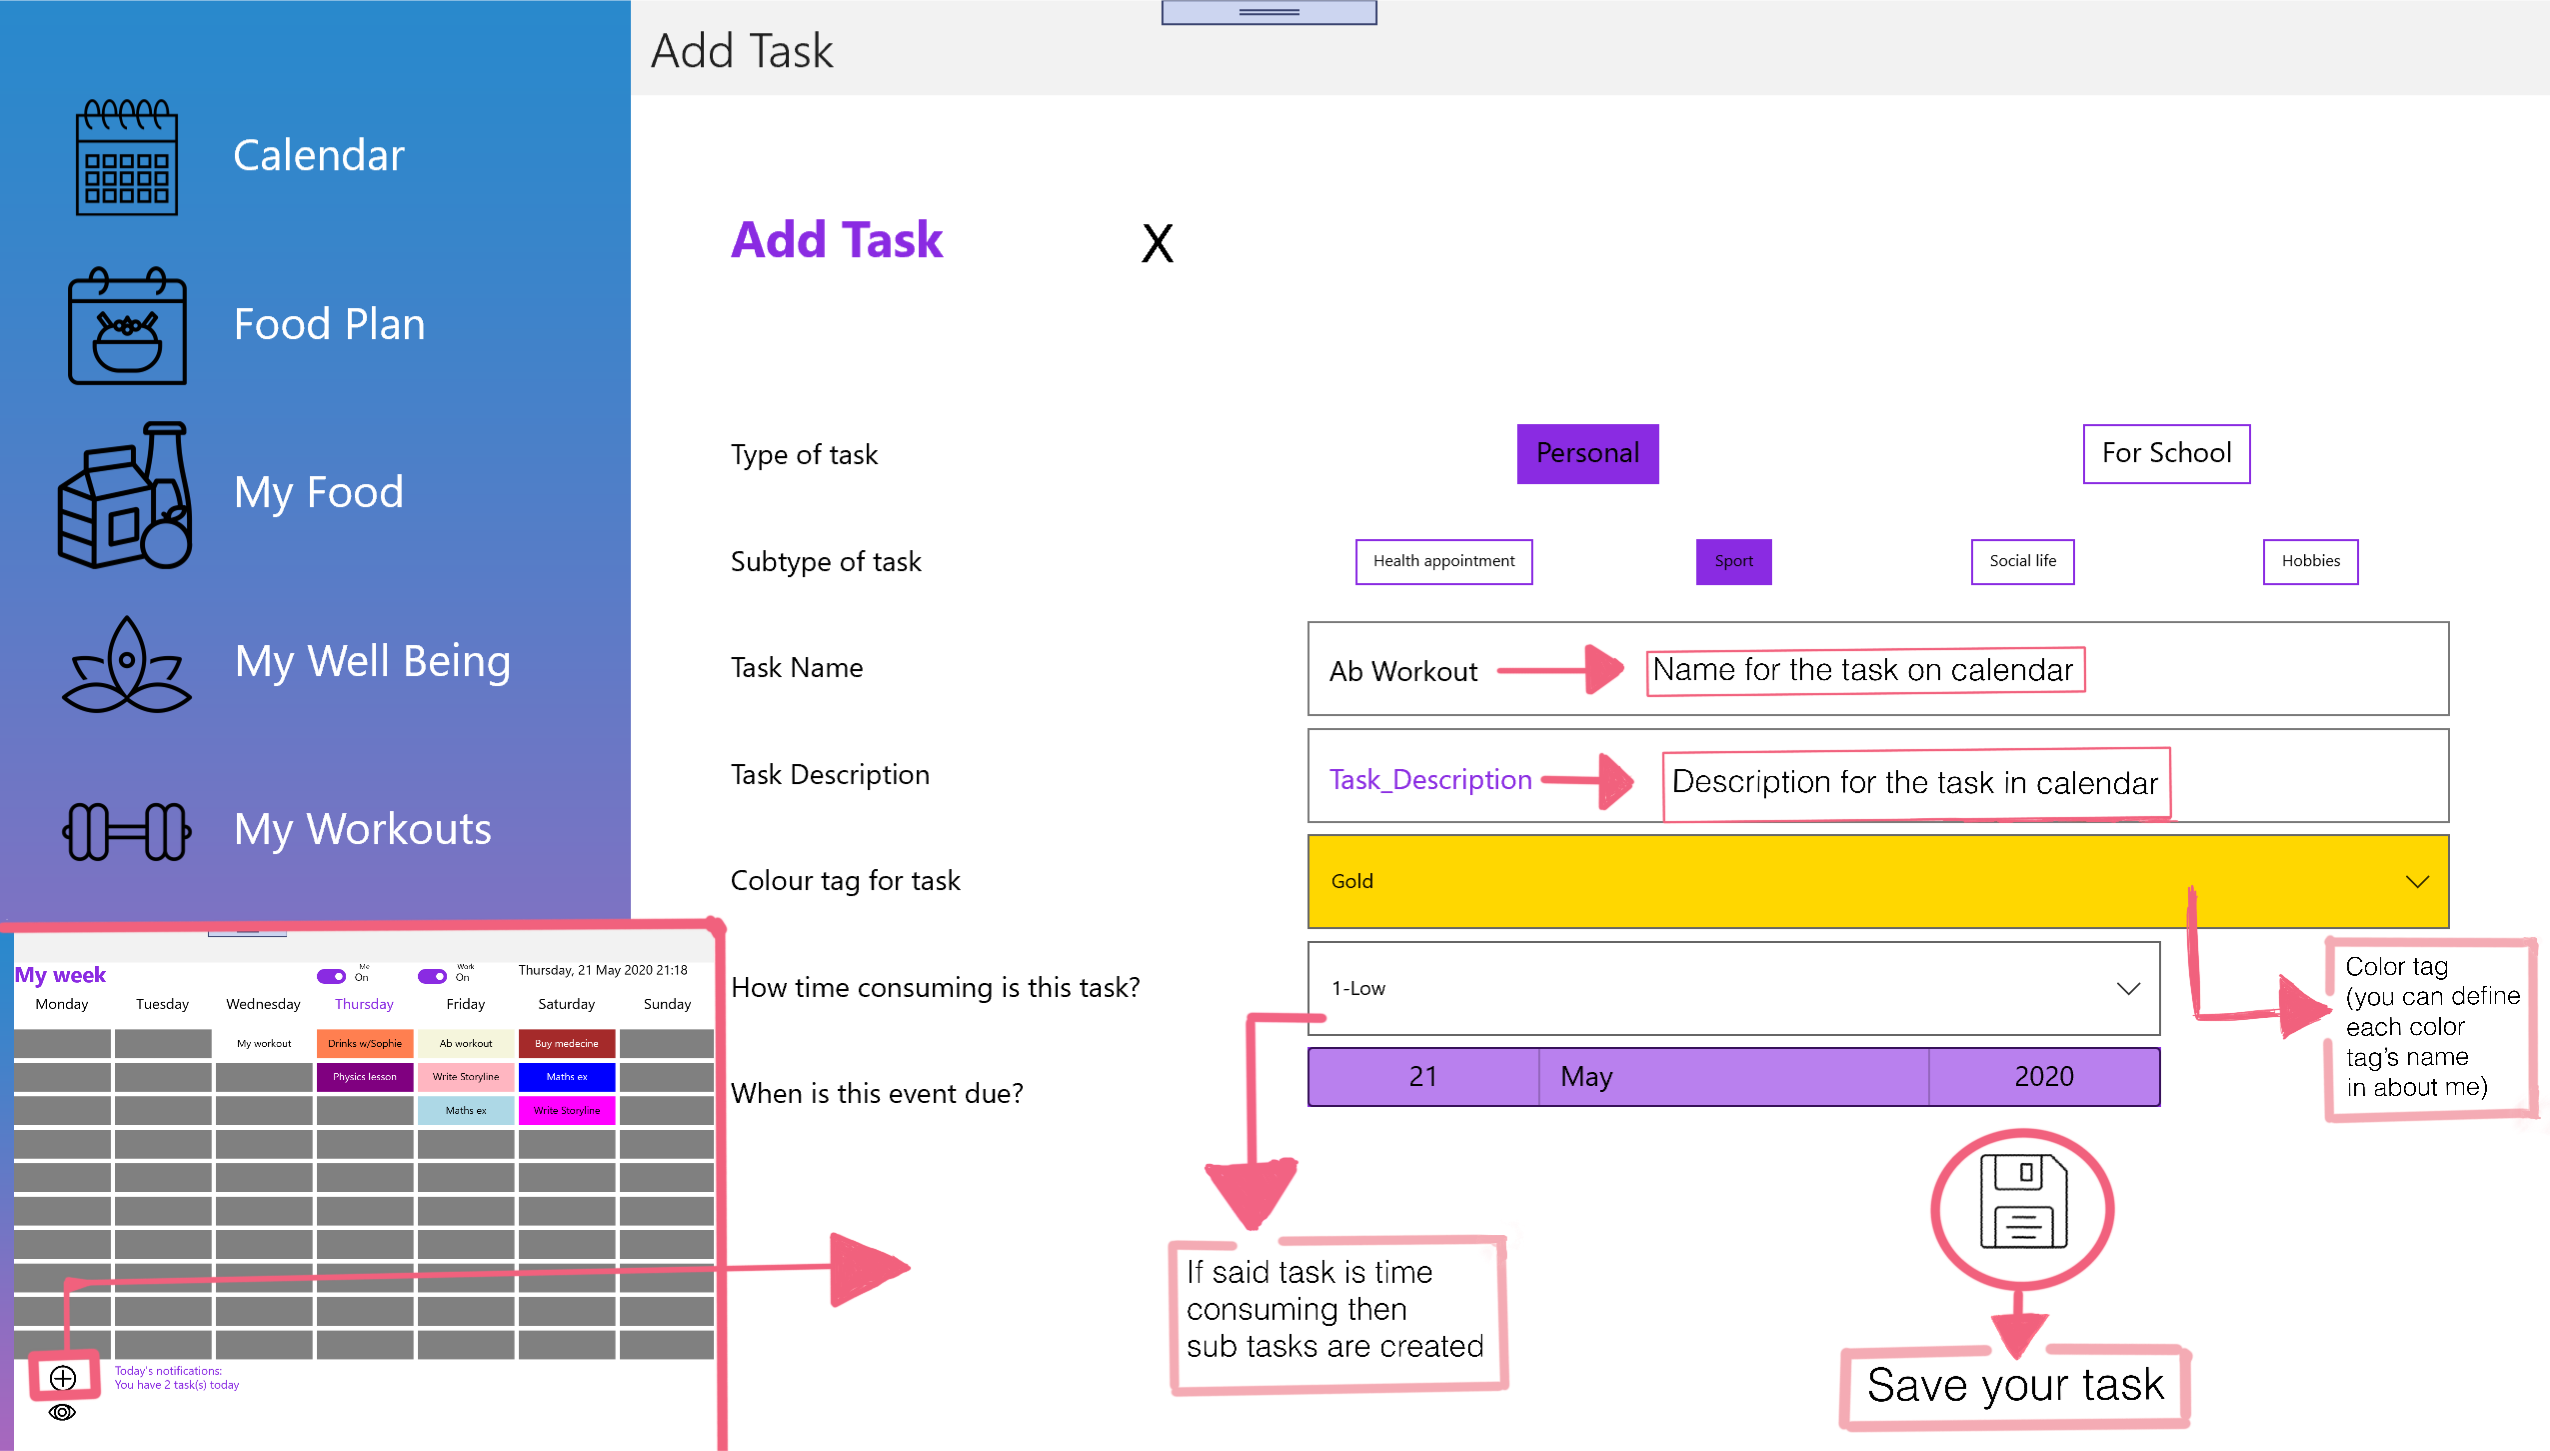 Add Task
Calendar
Food Plan
My Food
My Well Being
My Workouts
Add Task X
Type of task Personal For School
Subtype of task Health appointment Sport Social life Hobbies
Task Name Ab Workout Name for the task on calendar
Task Description Task_Description Description for the task in calendar
Colour tag for task Gold
How time consuming is this task? 1-Low
When is this event due? 21 May 2020
Color tag
(you can define
each color
tag's name
in about me)
If said task is time
consuming then
sub tasks are created
Save your task
My week Me On Work On Thursday, 21 May 2020 21:18
Monday Tuesday Wednesday Thursday Friday Saturday Sunday
My workout Drinks w/Sophie Ab workout Buy medecine
Physics lesson Write Storyline Maths ex
Maths ex Write Storyline
Today's notifications:
You have 2 task(s) today